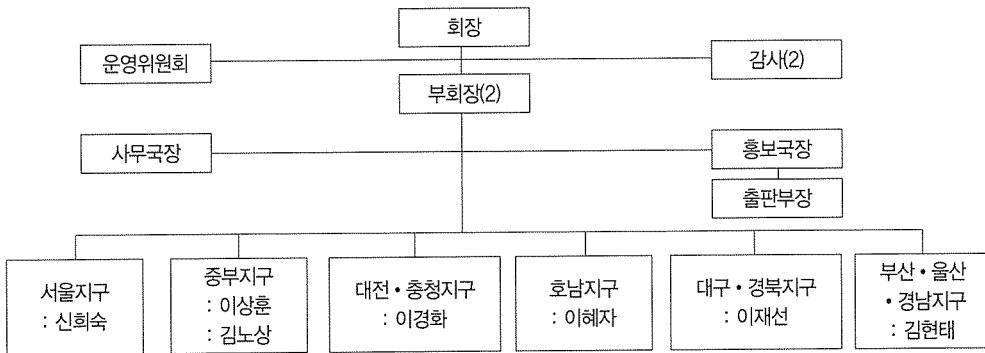 회장
운영위원회
감사(2)
부회장(2)
사무국장
홍보국장
출판부장
서울지구
: 신희숙
중부지구
: 이상훈
: 김노상
대전・충청지구
: 이경화
호남지구
: 이혜자
대구・경북지구
: 이재선
부산・울산
・경남지구
: 김현태